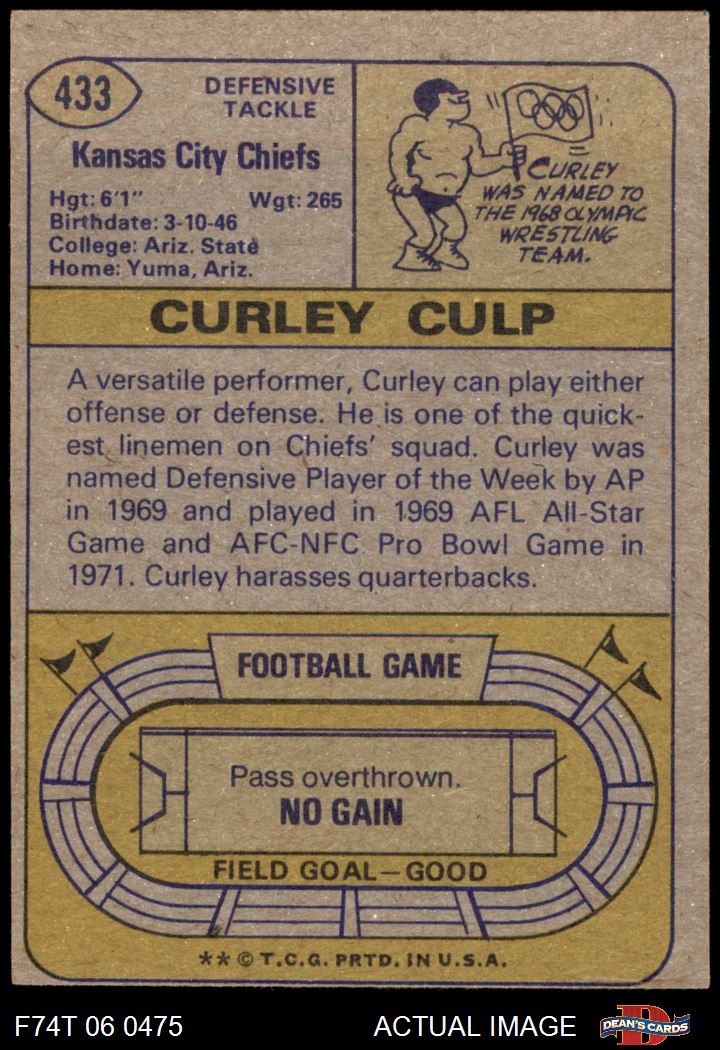 433
DEFENSIVE
TACKLE
Kansas City Chiefs
Hgt: 6'1" Wgt: 265
Birthdate: 3-10-46
College: Ariz. State
Home: Yuma, Ariz.
CURLEY
WAS NAMED TO
THE 1968 OLYMPIC
WRESTLING
TEAM.
CURLEY CULP
A versatile performer, Curley can play either
offense or defense. He is one of the quick-
est linemen on Chiefs' squad. Curley was
named Defensive Player of the Week by AP
in 1969 and played in 1969 AFL All-Star
Game and AFC-NFC Pro Bowl Game in
1971. Curley harasses quarterbacks.
FOOTBALL GAME
Pass overthrown.
NO GAIN
FIELD GOAL—GOOD
** © T.C.G. PRTD. IN U.S.A.
F74T 06 0475 ACTUAL IMAGE
D
DEAN'S CARDS